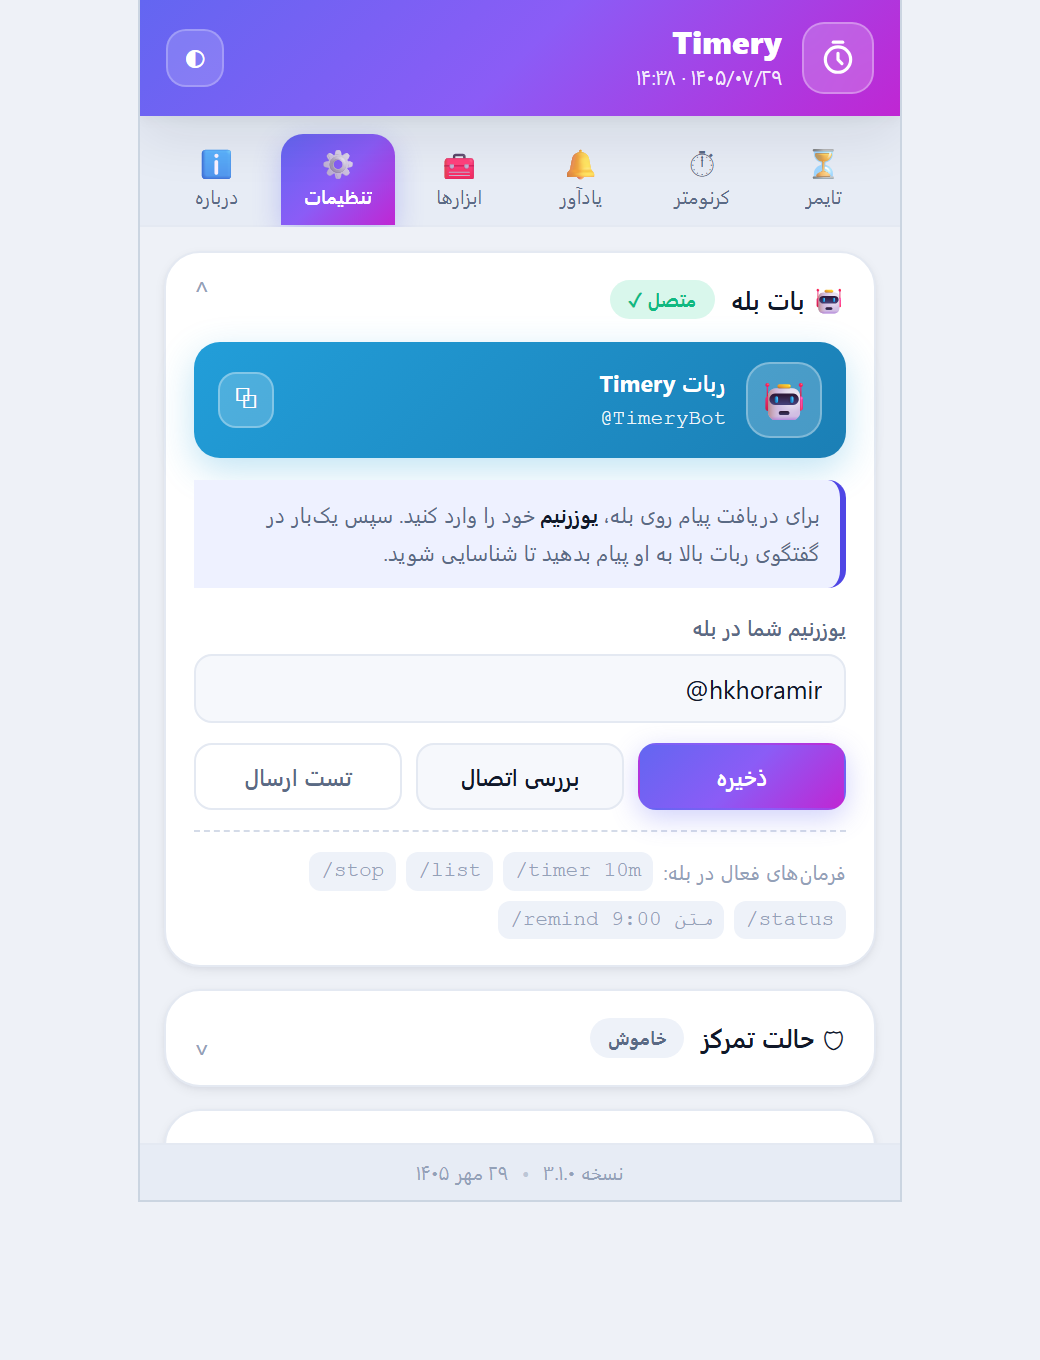 Timery
۱۴۰۵/۰۷/۲۹ · ۱۴:۳۸
تایمر
کرنومتر
یادآور
ابزارها
تنظیمات
درباره
بات بله
متصل ✓
ربات Timery
@TimeryBot
برای دریافت پیام روی بله، یوزرنیم خود را وارد کنید. سپس یک‌بار در
گفتگوی ربات بالا به او پیام بدهید تا شناسایی شوید.
یوزرنیم شما در بله
@hkhoramir
ذخیره
بررسی اتصال
تست ارسال
فرمان‌های فعال در بله: /timer 10m /list /stop
/status /remind 9:00 متن
حالت تمرکز
خاموش
نسخه ۳.۱.۰ • ۲۹ مهر ۱۴۰۵